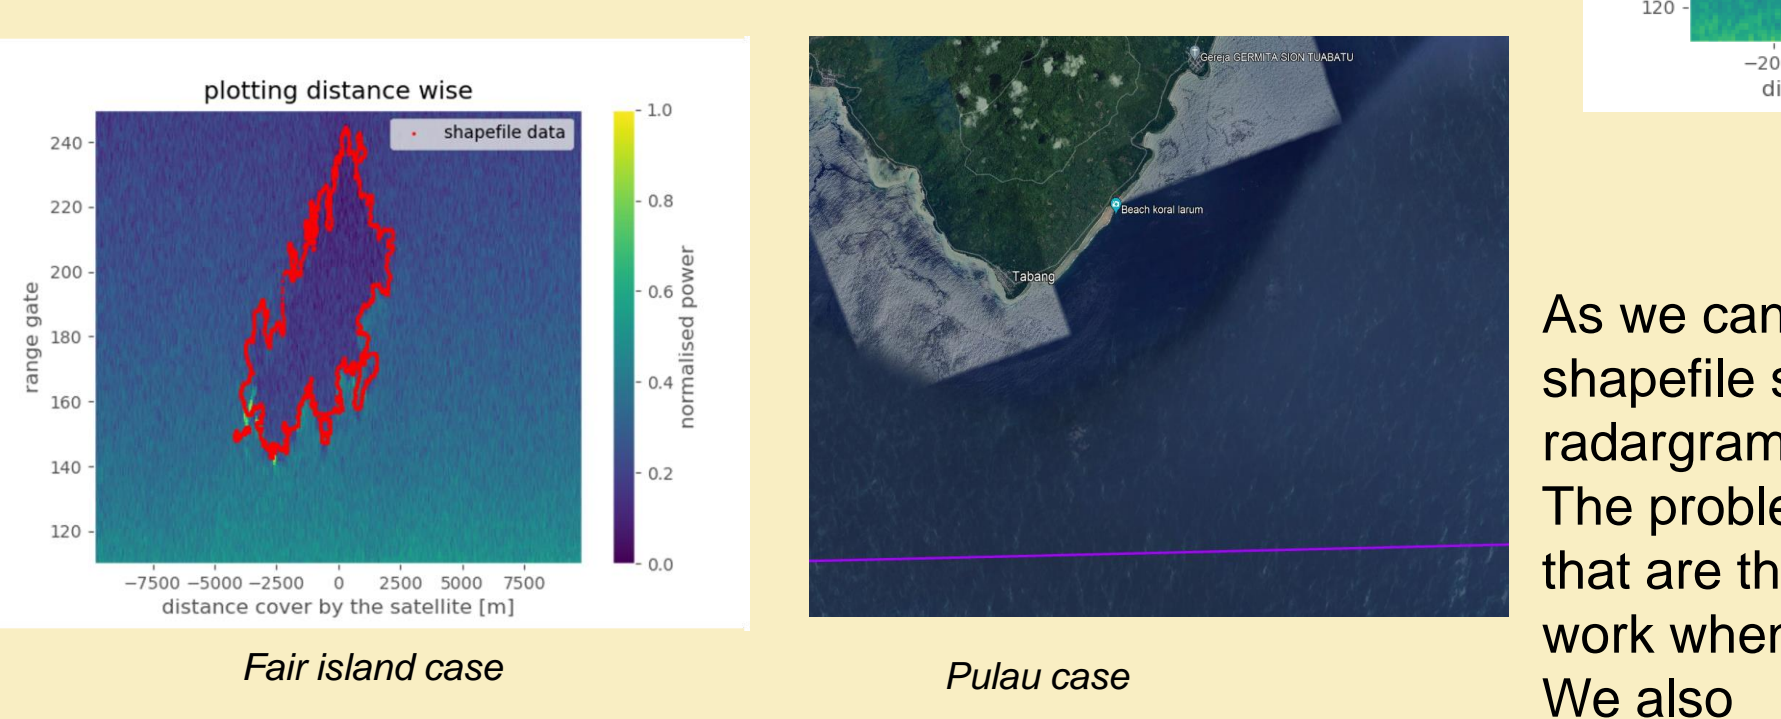 plotting distance wise
shapefile data
240
220
200
180
160
140
120
range gate
−7500 −5000 −2500 0 2500 5000 7500
distance cover by the satellite [m]
1.0
0.8
0.6
0.4
0.2
0.0
normalised power
Fair island case
Gereja GERMITA SION TUABATU
Beach koral larum
Tabang
Pulau case
120
−20
di
As we can
shapefile s
radargram
The proble
that are th
work when
We also